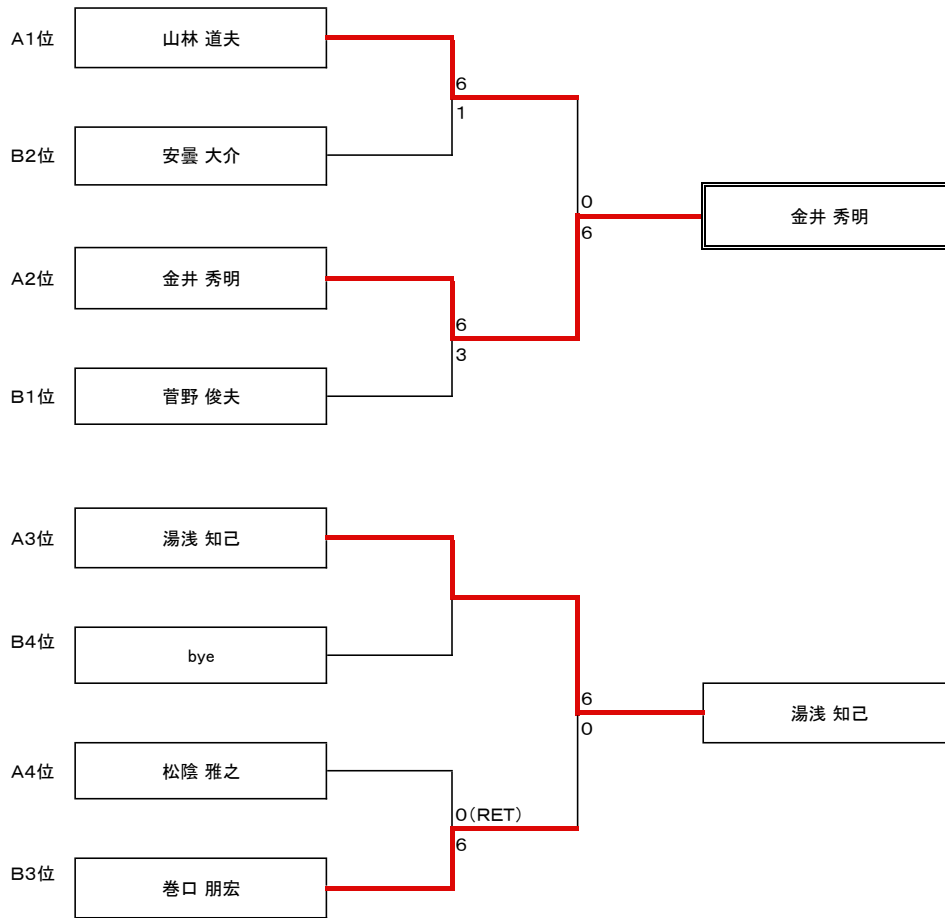 A1位
山林 道夫
6
1
B2位
安曇 大介
0
6
金井 秀明
A2位
金井 秀明
6
3
B1位
菅野 俊夫
A3位
湯浅 知己
B4位
bye
6
0
湯浅 知己
A4位
松陰 雅之
0(RET)
6
B3位
巻口 朋宏